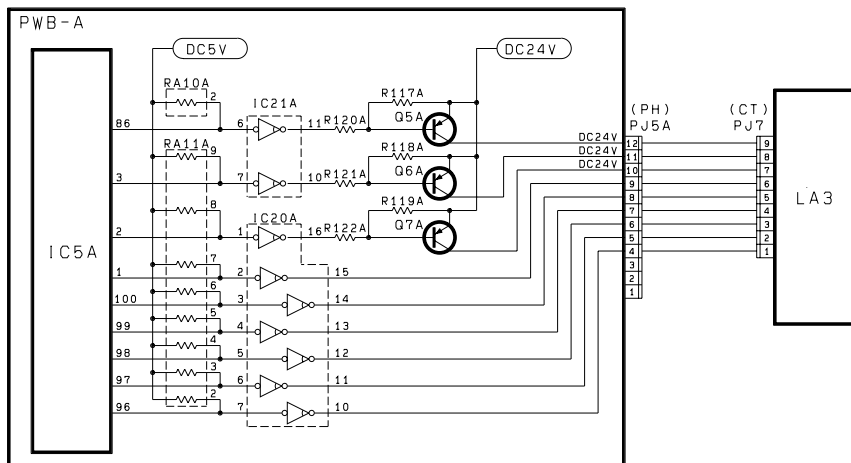 PWB-A
DC5V
DC24V
RA10A
2
R117A
IC21A
Q5A
(PH)
(CT)
86
6
11
R120A
DC24V
PJ5A
PJ7
RA11A
9
R118A
DC24V
12
9
Q6A
DC24V
11
8
3
7
10
R121A
10
7
9
6
8
IC20A
R119A
8
5
LA3
Q7A
7
4
2
1
16
R122A
6
3
IC5A
5
2
7
4
1
1
2
15
3
6
2
100
3
14
1
5
99
4
13
4
98
5
12
3
97
6
11
2
96
7
10